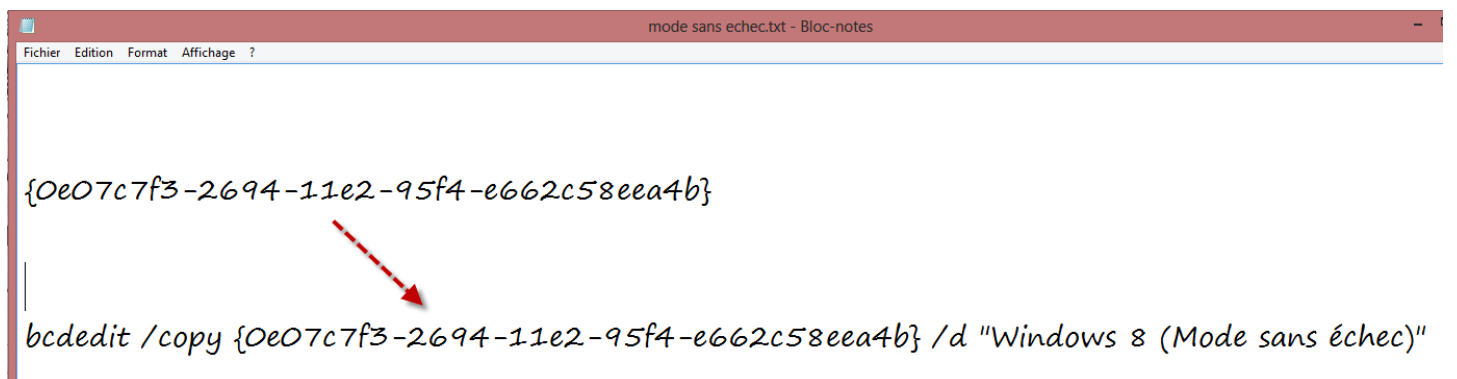 mode sans echec.txt - Bloc-notes
Fichier Edition Format Affichage ?
{0e07c7f3-2694-11e2-95f4-e662c58eea4b}
bcdedit /copy {0e07c7f3-2694-11e2-95f4-e662c58eea4b} /d "Windows 8 (Mode sans échec)"